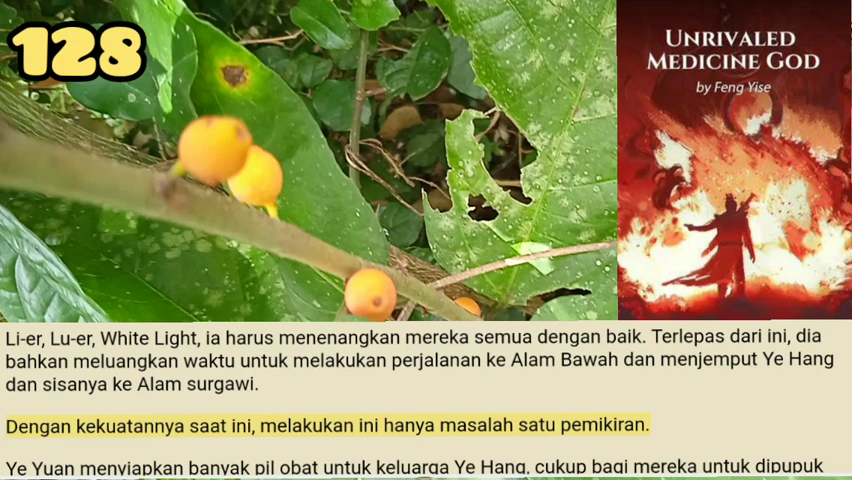 128
UNRIVALED
MEDICINE GOD
by Feng Yise
Li-er, Lu-er, White Light, ia harus menenangkan mereka semua dengan baik. Terlepas dari ini, dia
bahkan meluangkan waktu untuk melakukan perjalanan ke Alam Bawah dan menjemput Ye Hang
dan sisanya ke Alam surgawi.
Dengan kekuatannya saat ini, melakukan ini hanya masalah satu pemikiran.
Ye Yuan menyiapkan banyak pil obat untuk keluarga Ye Hang, cukup bagi mereka untuk dipupuk